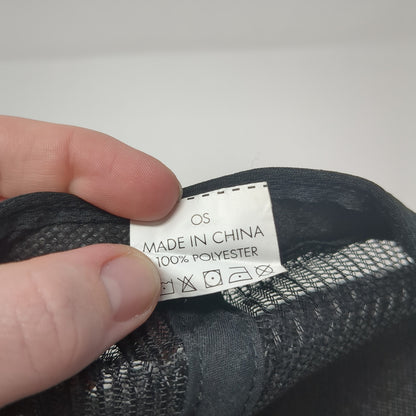 OS
MADE IN CHINA
100% POLYESTER